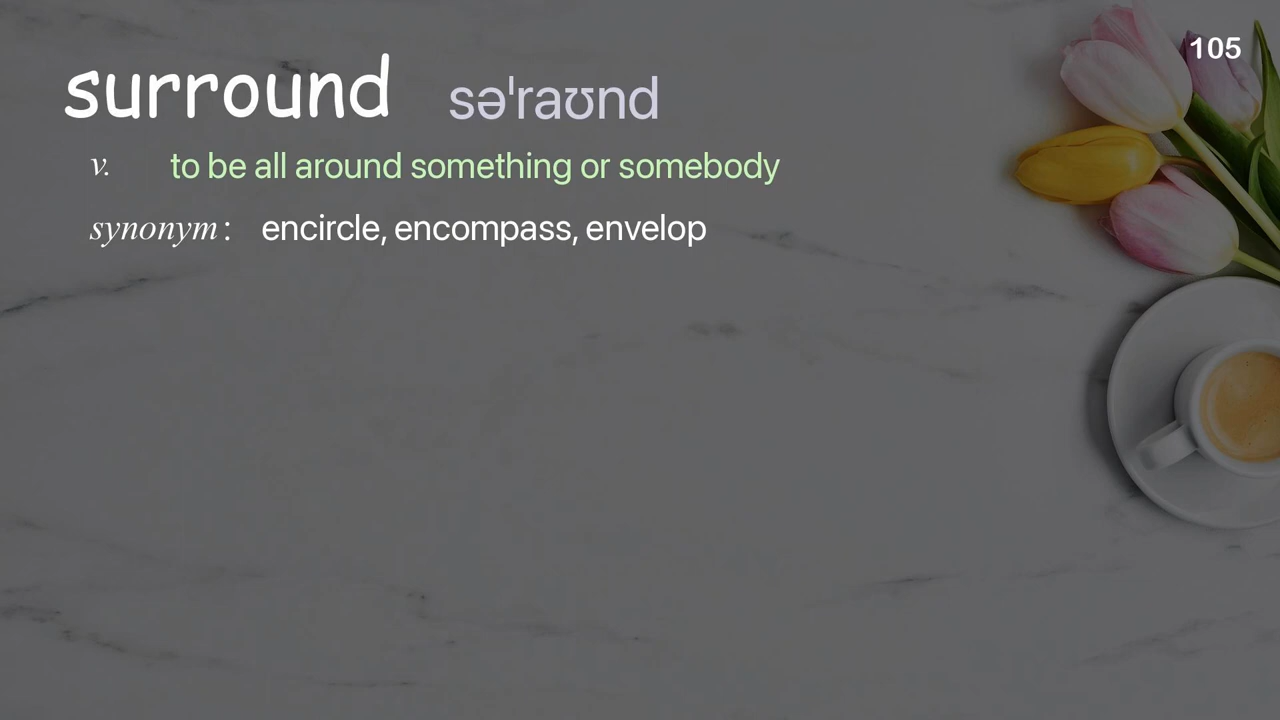 105
surround səˈraʊnd
v. to be all around something or somebody
synonym: encircle, encompass, envelop